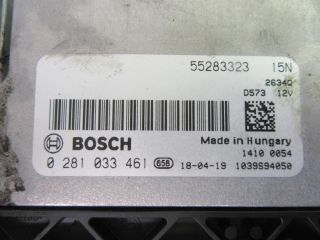 55283323 15N
26340
D573 12V
BOSCH
Made in Hungary
1410 0054
0 281 033 461 656 18-04-19 1039S94050